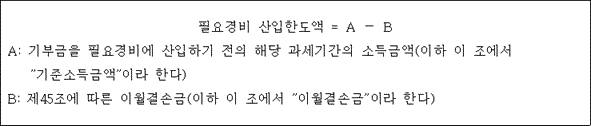 필요경비 산입한도액 = A － B
A: 기부금을 필요경비에 산입하기 전의 해당 과세기간의 소득금액(이하 이 조에서
"기준소득금액"이라 한다)
B: 제45조에 따른 이월결손금(이하 이 조에서 "이월결손금"이라 한다)